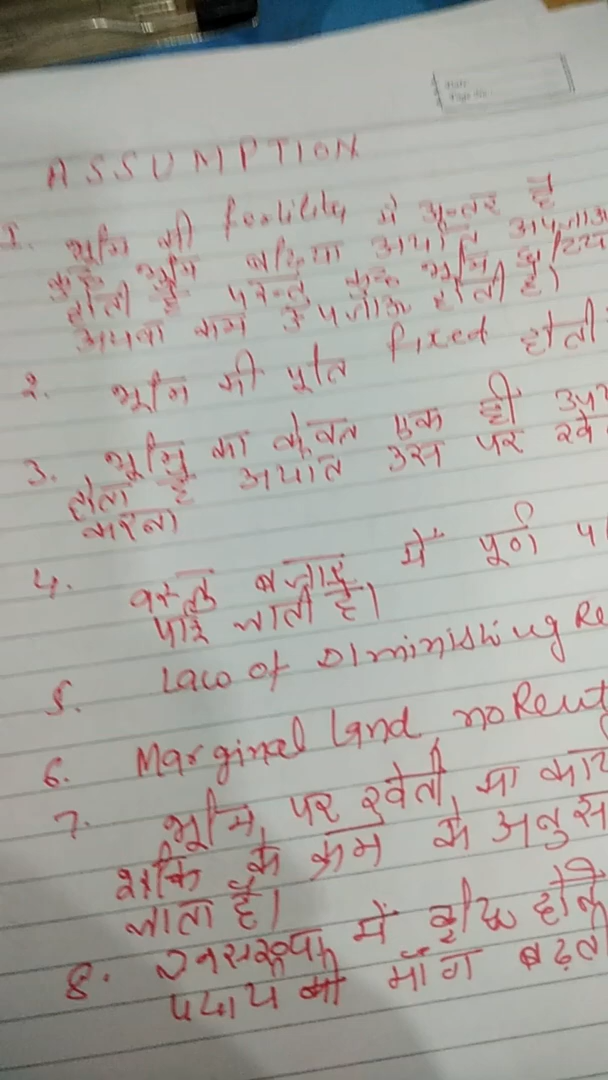 ASSUMPTION
1. भूमि की fertility में अन्तर है
कुछ भूमि बढ़िया अर्थात
होती है परन्तु कुछ भूमि घटिया
अथवा कम उपजाऊ होती है।
2. भूमि की पूर्ति fixed होती
3. भूमि का केवल एक ही
होता है अर्थात उस पर
करना
4. वस्तु बाजार में पूर्ण
पाई जाती है।
5. Law of Diminishing Re
6. Marginal land, no Rent
7. भूमि पर खेती का कार्य
शक्ति के क्रम के अनुसा
जाता है।
8. जनसंख्या में वृद्धि होने
पदार्थ की माँग बढ़ती